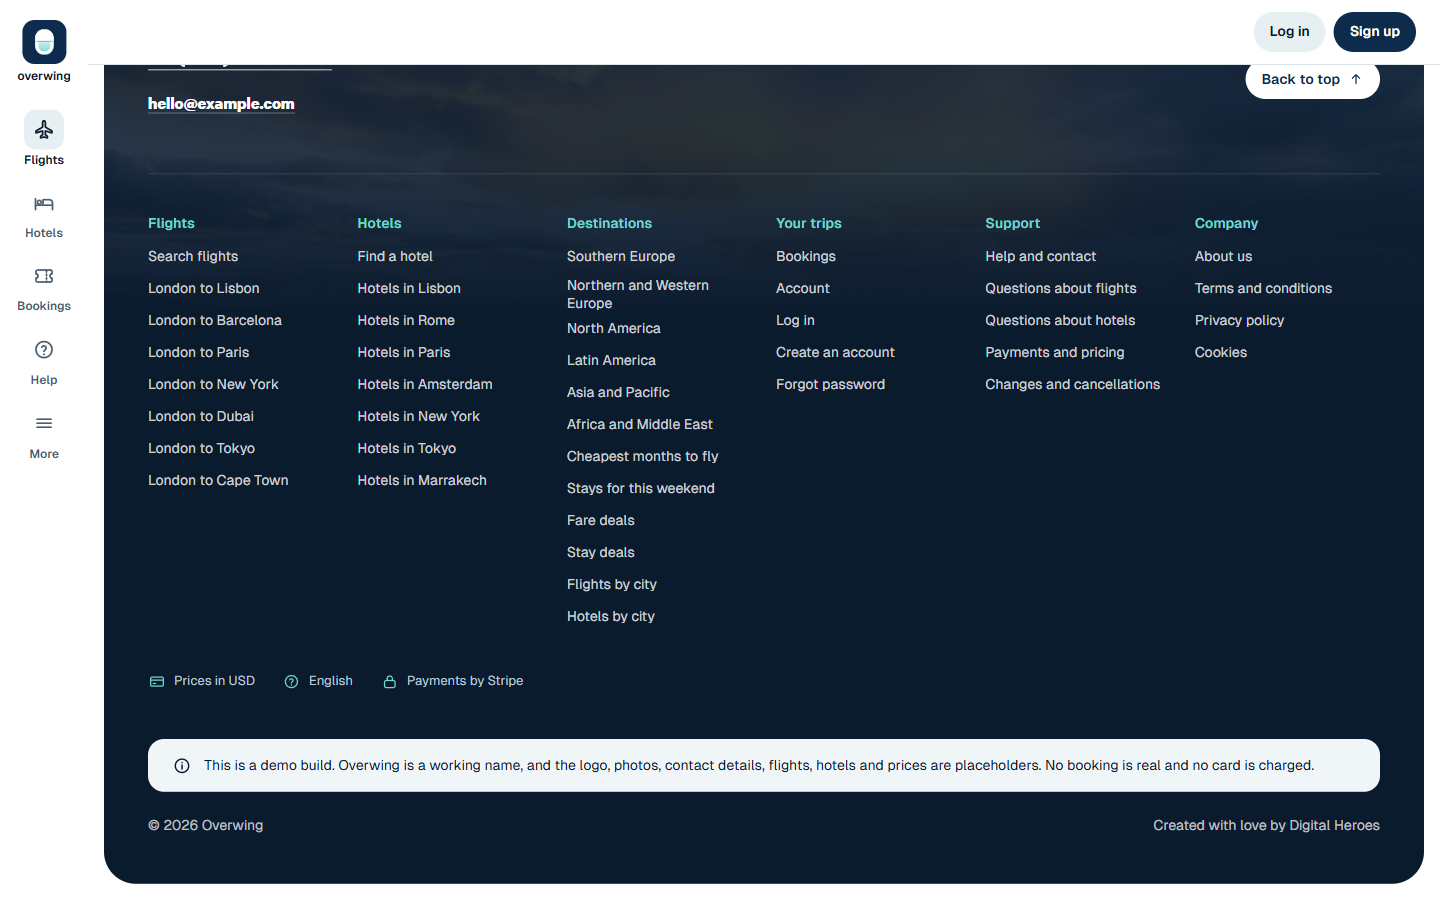 overwing
Flights
Hotels
Bookings
Help
More
Log in
Sign up
hello@example.com
Back to top
Flights
Search flights
London to Lisbon
London to Barcelona
London to Paris
London to New York
London to Dubai
London to Tokyo
London to Cape Town
Hotels
Find a hotel
Hotels in Lisbon
Hotels in Rome
Hotels in Paris
Hotels in Amsterdam
Hotels in New York
Hotels in Tokyo
Hotels in Marrakech
Destinations
Southern Europe
Northern and Western
Europe
North America
Latin America
Asia and Pacific
Africa and Middle East
Cheapest months to fly
Stays for this weekend
Fare deals
Stay deals
Flights by city
Hotels by city
Your trips
Bookings
Account
Log in
Create an account
Forgot password
Support
Help and contact
Questions about flights
Questions about hotels
Payments and pricing
Changes and cancellations
Company
About us
Terms and conditions
Privacy policy
Cookies
Prices in USD
English
Payments by Stripe
This is a demo build. Overwing is a working name, and the logo, photos, contact details, flights, hotels and prices are placeholders. No booking is real and no card is charged.
© 2026 Overwing
Created with love by Digital Heroes